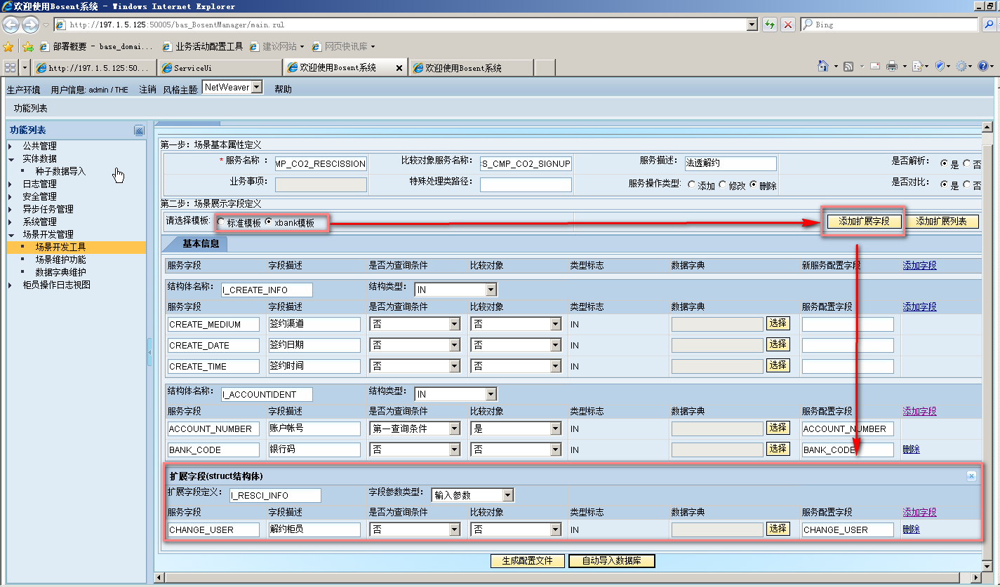 欢迎使用Bosent系统 - Windows Internet Explorer
http://197.1.5.125:50005/bas_BosentManager/main.zul
Bing
部署概要 - base_domai... 业务活动配置工具 建议网站 网页快讯库
http://197.1.5.125:50... ServiceUi 欢迎使用Bosent系统 欢迎使用Bosent系统
生产环境 用户信息: admin / THE 注销 风格主题: NetWeaver 帮助
功能列表
功能列表
公共管理
实体数据
种子数据导入
日志管理
安全管理
异步任务管理
系统管理
场景开发管理
场景开发工具
场景维护功能
数据字典维护
柜员操作日志视图
第一步: 场景基本属性定义
*服务名称 : MP_CO2_RESCISSION 比较对象服务名称: S_CMP_CO2_SIGNUP 服务描述: 法透解约 是否解析: 是 否
业务事项: 特殊处理类路径: 服务操作类型: 添加 修改 删除 是否对比: 是 否
第二步: 场景展示字段定义
请选择模板: 标准模板 xbank模板 添加扩展字段 添加扩展列表
基本信息
服务字段 字段描述 是否为查询条件 比较对象 类型标志 数据字典 新服务配置字段 添加字段
结构体名称: I_CREATE_INFO 结构类型: IN
服务字段 字段描述 是否为查询条件 比较对象 类型标志 数据字典 服务配置字段 添加字段
CREATE_MEDIUM 签约渠道 否 否 IN 选择
CREATE_DATE 签约日期 否 否 IN 选择
CREATE_TIME 签约时间 否 否 IN 选择
结构体名称: I_ACCOUNTIDENT 结构类型: IN
服务字段 字段描述 是否为查询条件 比较对象 类型标志 数据字典 服务配置字段 添加字段
ACCOUNT_NUMBER 账户帐号 第一查询条件 是 IN 选择 ACCOUNT_NUMBER
BANK_CODE 银行码 否 否 IN 选择 BANK_CODE 删除
扩展字段(struct结构体)
扩展字段定义: I_RESCI_INFO 字段参数类型: 输入参数
服务字段 字段描述 是否为查询条件 比较对象 类型标志 数据字典 服务配置字段 添加字段
CHANGE_USER 解约柜员 否 否 IN 选择 CHANGE_USER 删除
生成配置文件 自动导入数据库